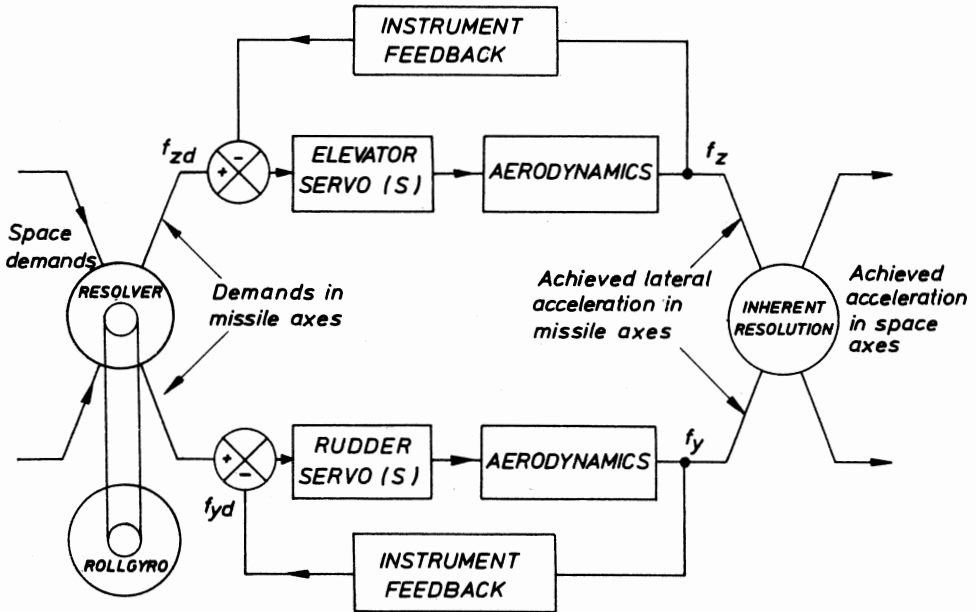 INSTRUMENT
FEEDBACK
f_zd
-
+
ELEVATOR
SERVO (S)
AERODYNAMICS
f_z
Space
demands
RESOLVER
Demands in
missile axes
Achieved lateral
acceleration in
missile axes
INHERENT
RESOLUTION
Achieved
acceleration
in space
axes
+
-
f_yd
RUDDER
SERVO (S)
AERODYNAMICS
f_y
ROLLGYRO
INSTRUMENT
FEEDBACK